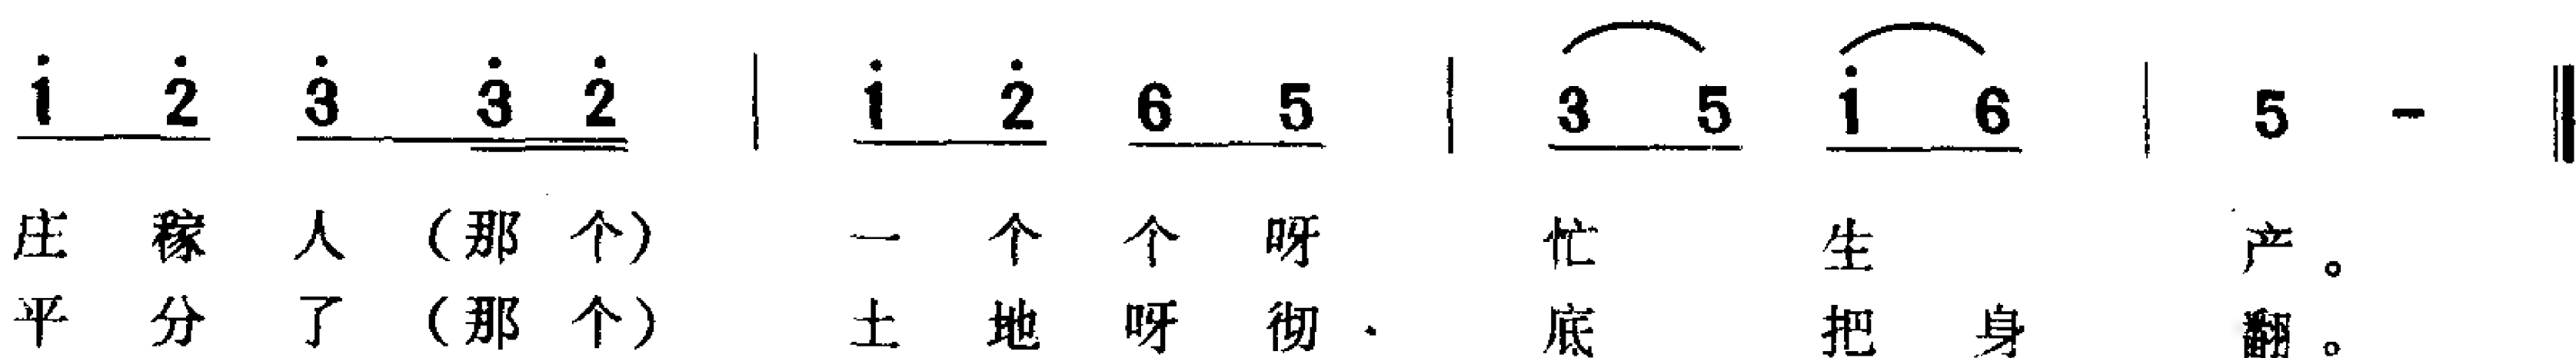 1̇ 2̇ 3̇ 3̇ 2̇ | 1̇ 2̇ 6 5 | 3 5 1̇ 6 | 5 - ‖
庄 稼 人 (那 个) 一 个 个 呀 忙 生 产。
平 分 了 (那 个) 土 地 呀 彻 · 底 把 身 翻。